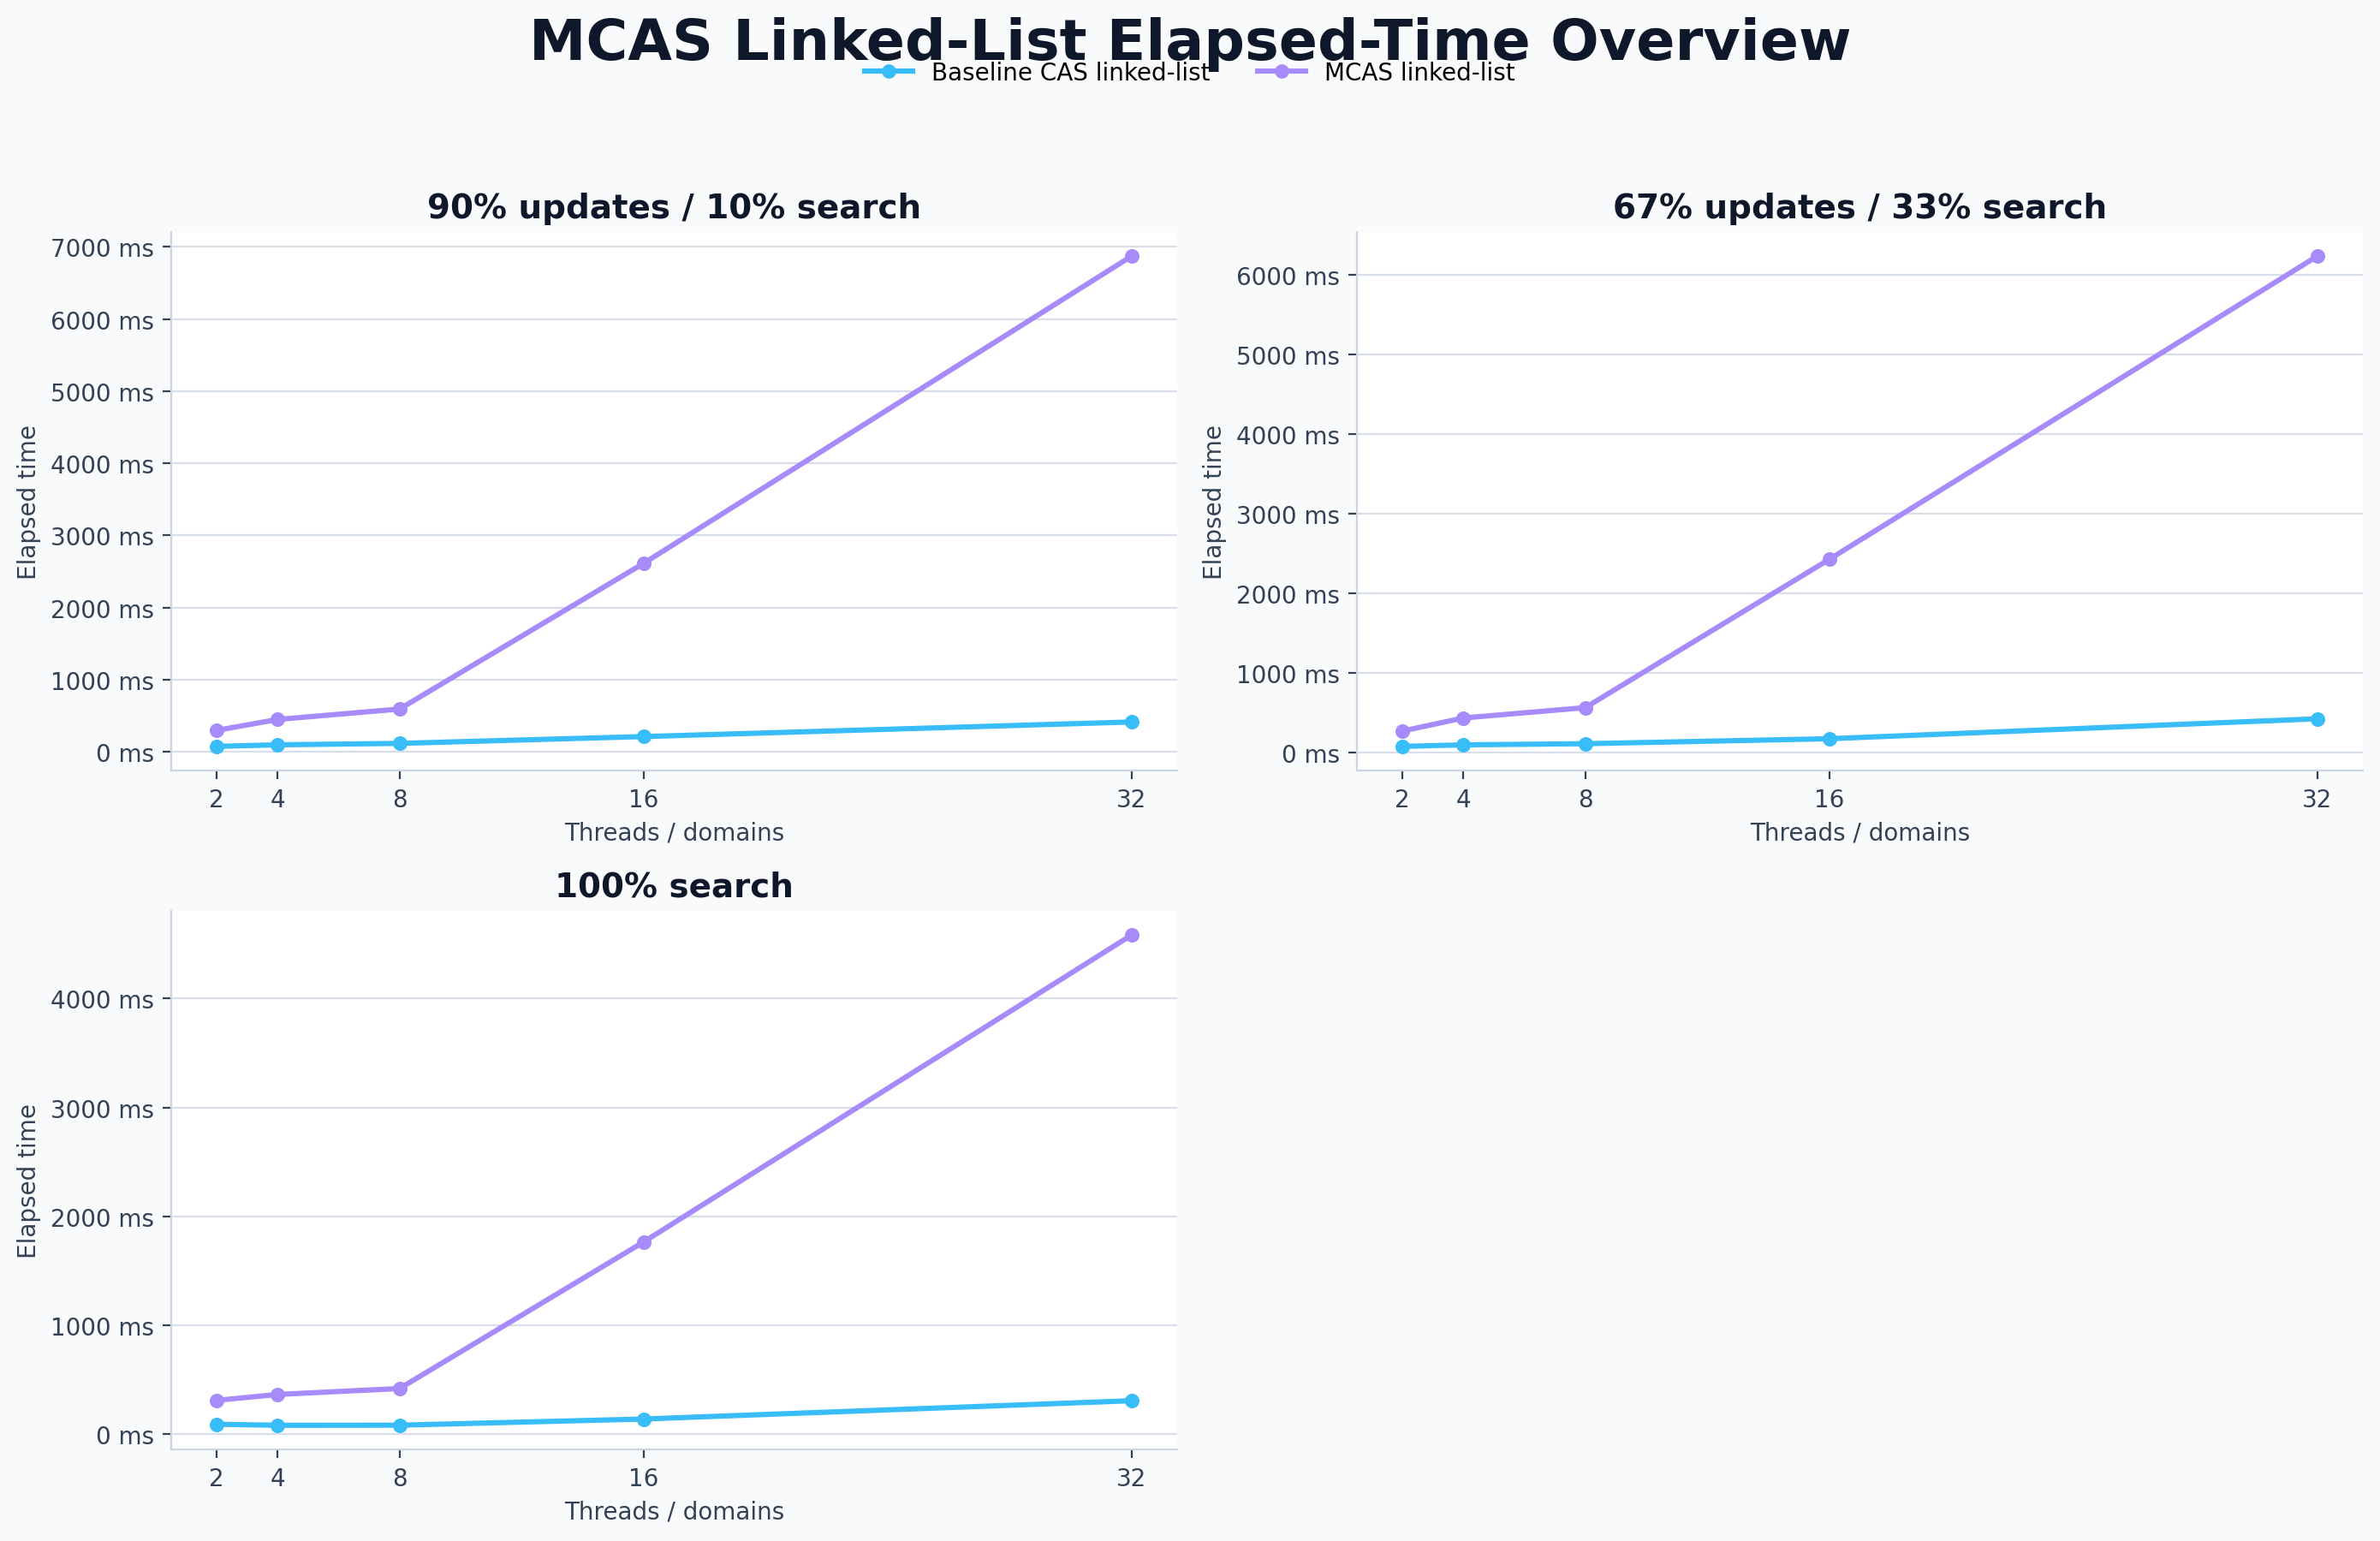 MCAS Linked-List Elapsed-Time Overview
Baseline CAS linked-list MCAS linked-list
90% updates / 10% search
7000 ms
6000 ms
5000 ms
4000 ms
3000 ms
2000 ms
1000 ms
0 ms
Elapsed time
2 4 8 16 32
Threads / domains
67% updates / 33% search
6000 ms
5000 ms
4000 ms
3000 ms
2000 ms
1000 ms
0 ms
Elapsed time
2 4 8 16 32
Threads / domains
100% search
4000 ms
3000 ms
2000 ms
1000 ms
0 ms
Elapsed time
2 4 8 16 32
Threads / domains